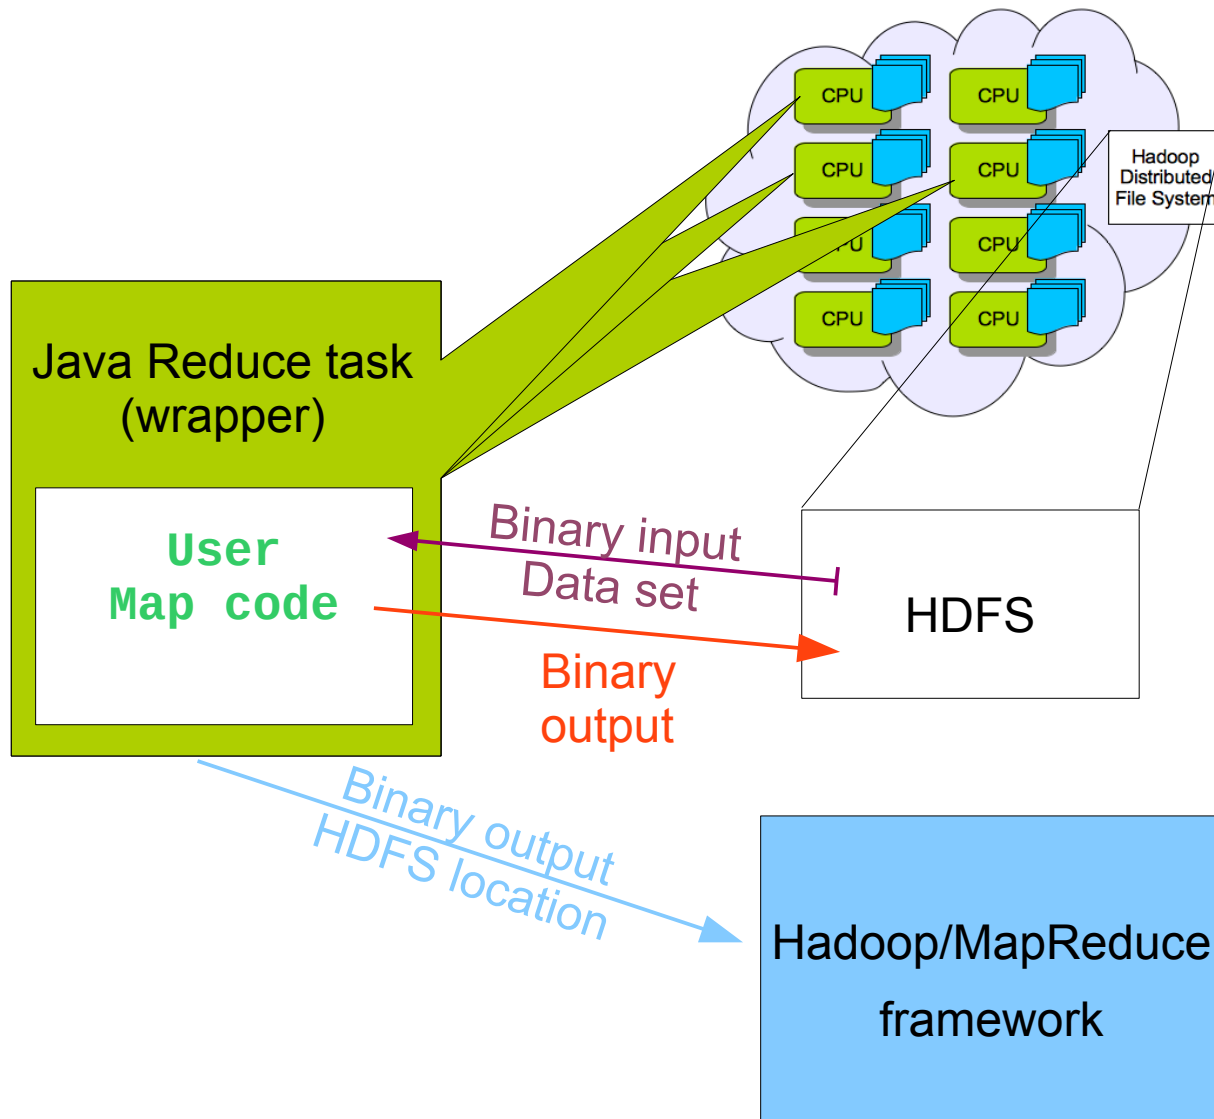 CPU
CPU
CPU
CPU
CPU
CPU
CPU
CPU
Hadoop
Distributed
File System
Java Reduce task
(wrapper)
User
Map code
Binary input
Data set
HDFS
Binary
output
Binary output
HDFS location
Hadoop/MapReduce
framework